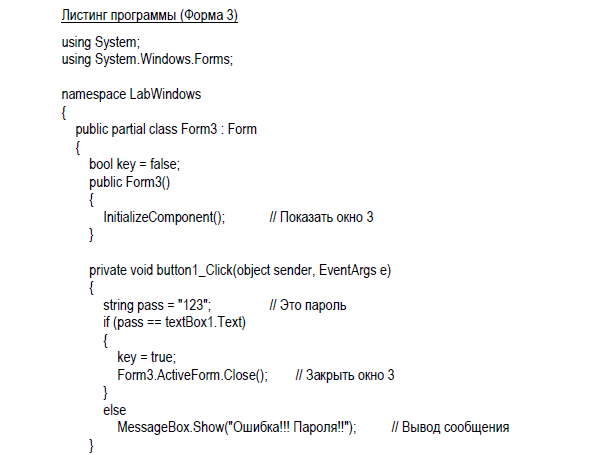 Листинг программы (Форма 3)
using System;
using System.Windows.Forms;
namespace LabWindows
{
public partial class Form3 : Form
{
bool key = false;
public Form3()
{
InitializeComponent(); // Показать окно 3
}
private void button1_Click(object sender, EventArgs e)
{
string pass = "123"; // Это пароль
if (pass == textBox1.Text)
{
key = true;
Form3.ActiveForm.Close(); // Закрыть окно 3
}
else
MessageBox.Show("Ошибка!!! Пароля!!"); // Вывод сообщения
}